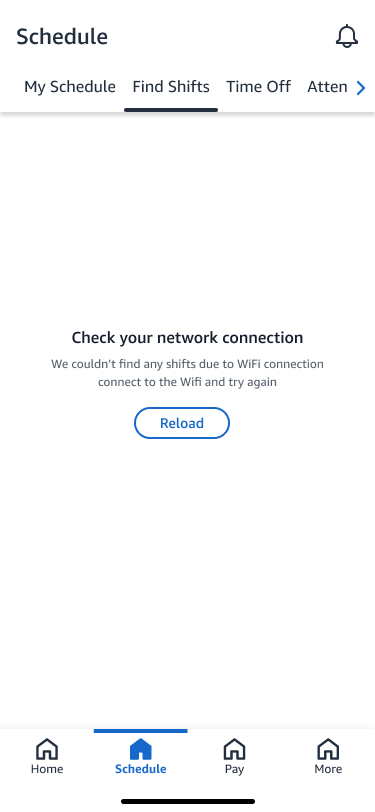 Schedule
My Schedule Find Shifts Time Off Atten
Check your network connection
We couldn't find any shifts due to WiFi connection
connect to the Wifi and try again
Reload
Home Schedule Pay More